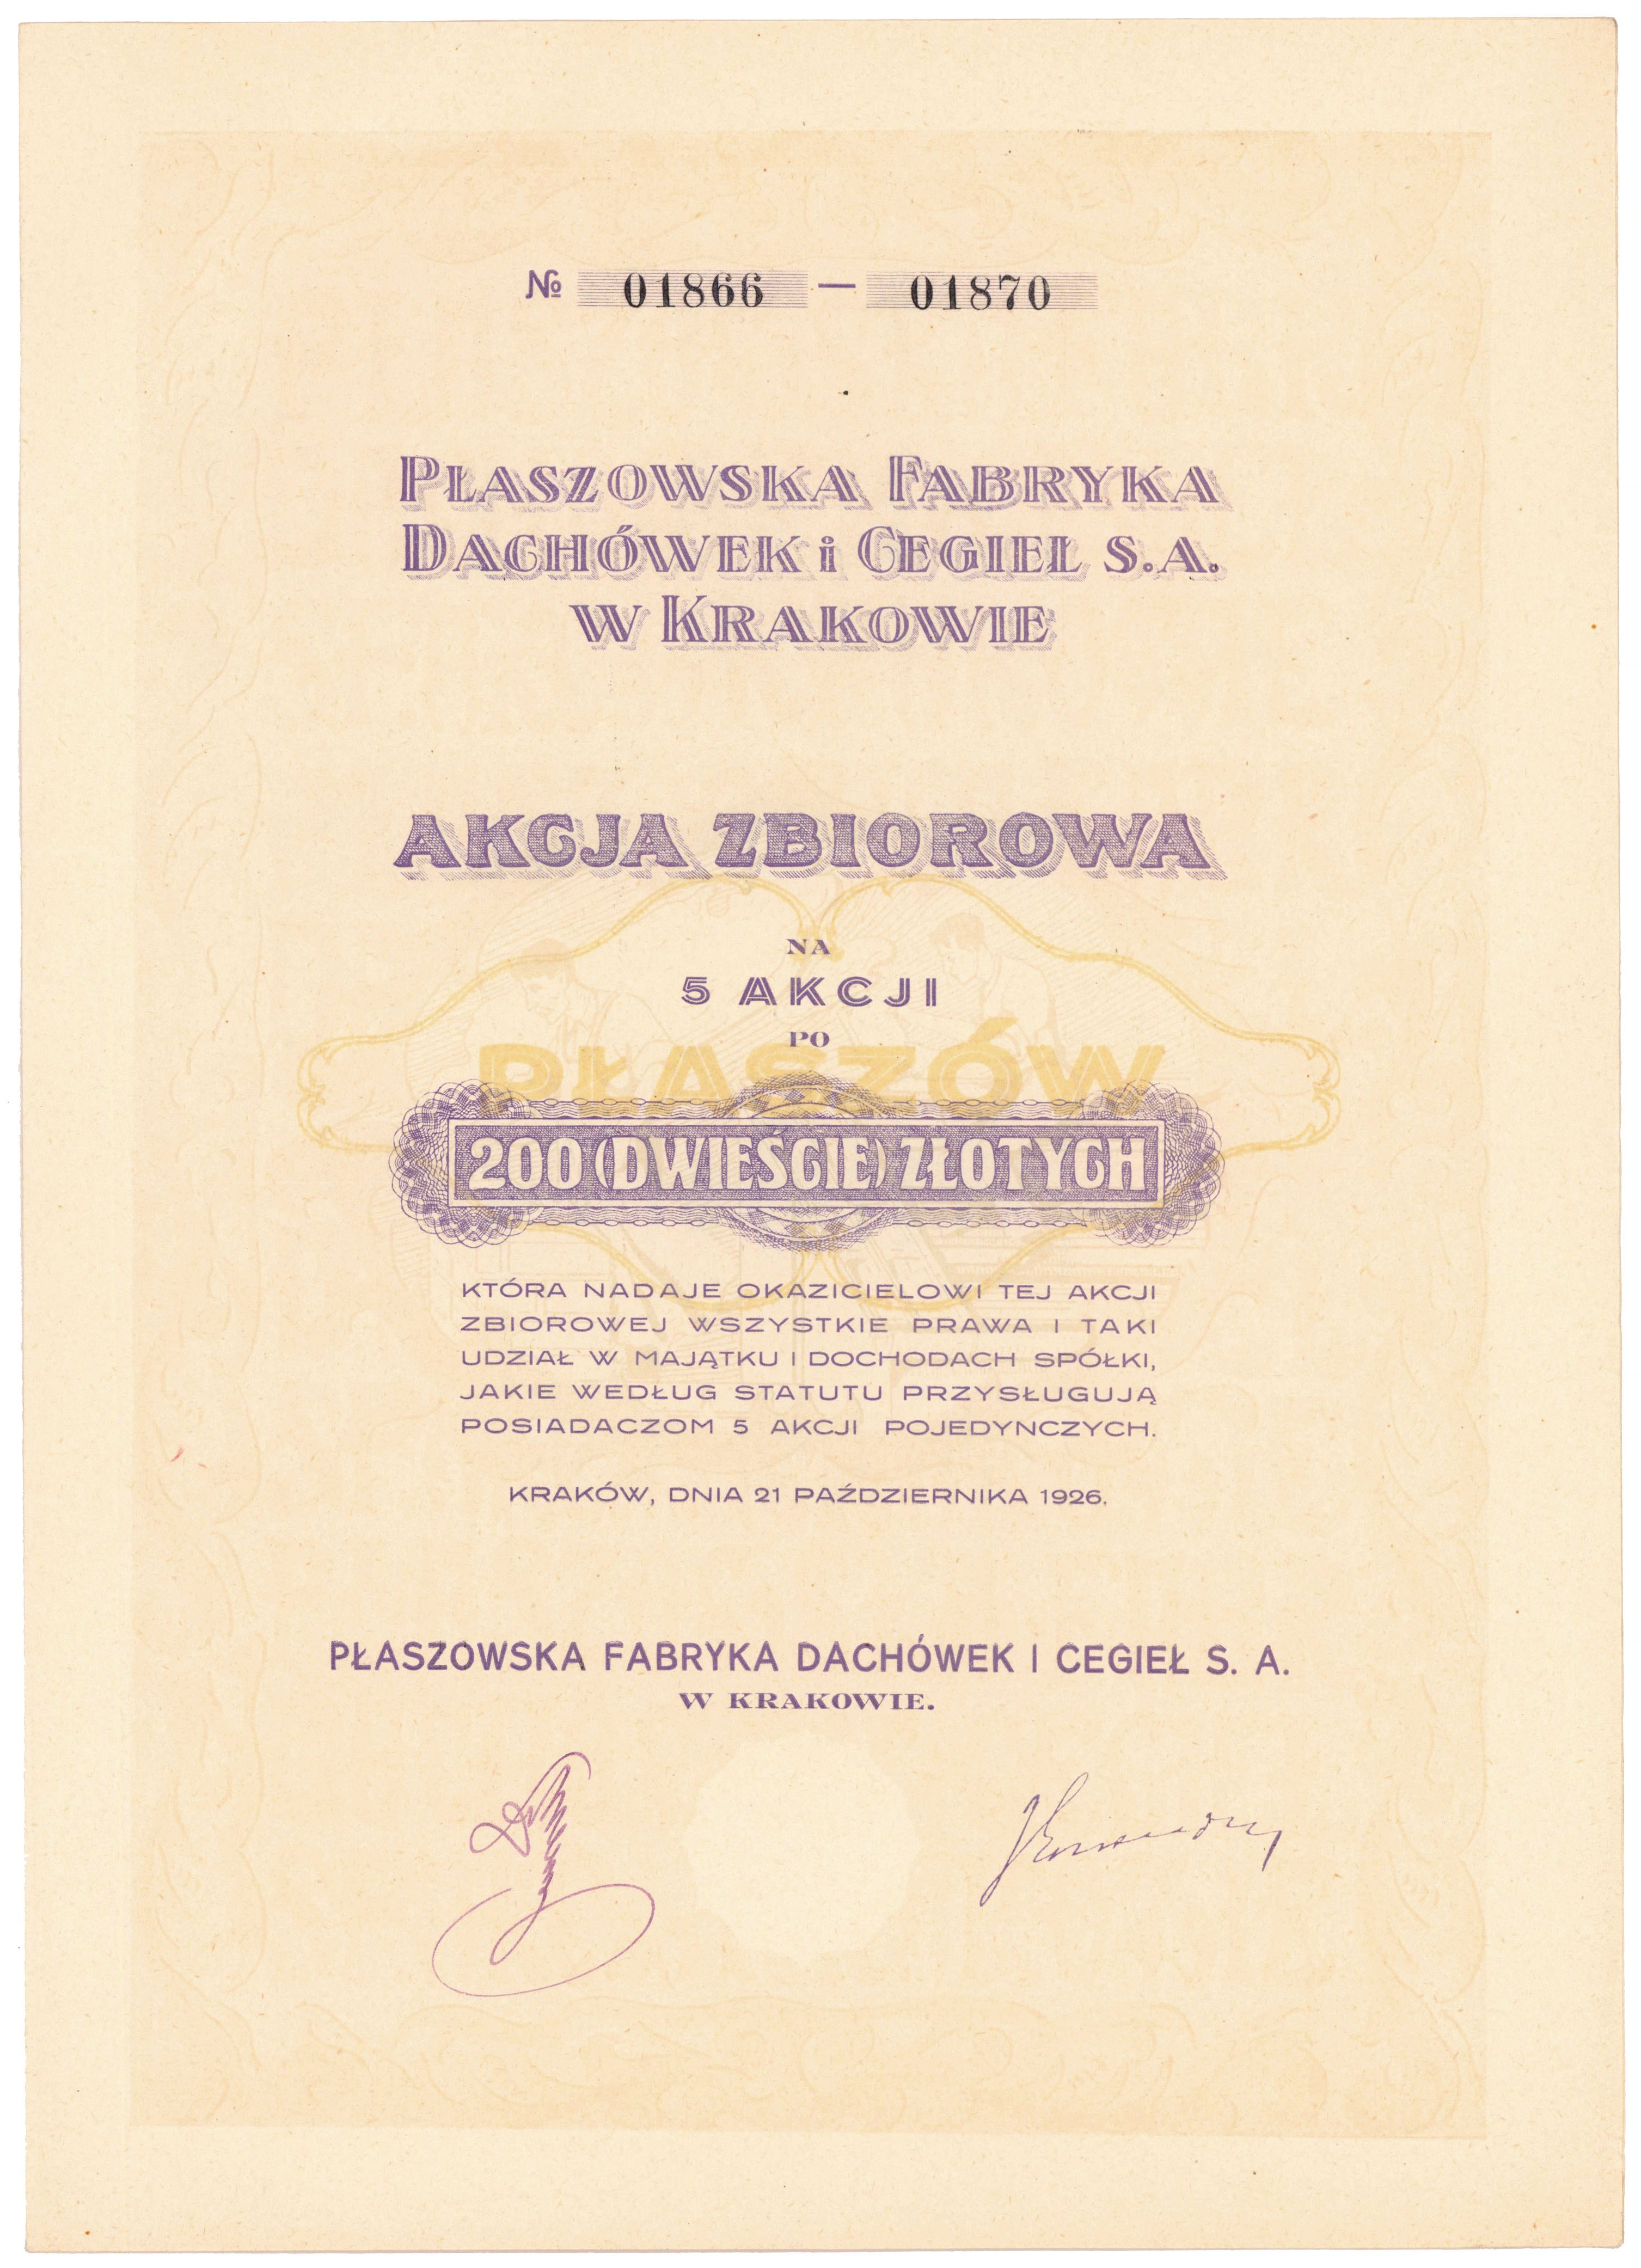 № 01866 — 01870
PŁASZOWSKA FABRYKA
DACHÓWEK i CEGIEŁ S.A.
W KRAKOWIE
AKCJA ZBIOROWA
NA
5 AKCJI
PO
PŁASZÓW
200 (DWIEŚCIE) ZŁOTYCH
KTÓRA NADAJE OKAZICIELOWI TEJ AKCJI
ZBIOROWEJ WSZYSTKIE PRAWA I TAKI
UDZIAŁ W MAJĄTKU I DOCHODACH SPÓŁKI,
JAKIE WEDŁUG STATUTU PRZYSŁUGUJĄ
POSIADACZOM 5 AKCJI POJEDYNCZYCH.
KRAKÓW, DNIA 21 PAŹDZIERNIKA 1926.
PŁASZOWSKA FABRYKA DACHÓWEK I CEGIEŁ S. A.
W KRAKOWIE.